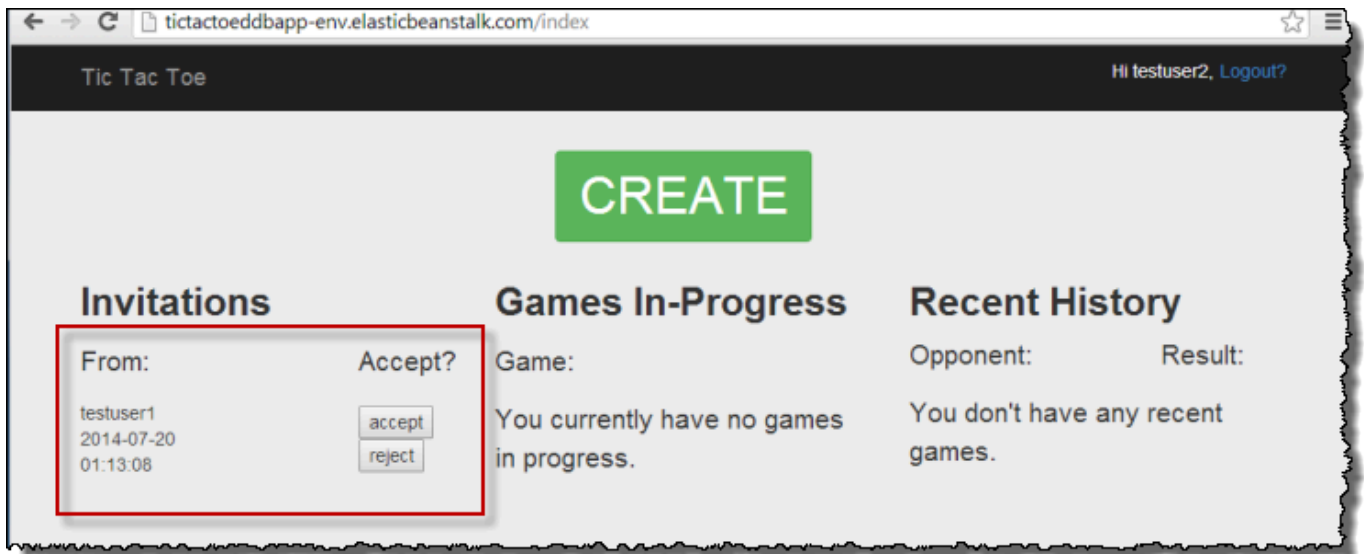 tictactoeddbapp-env.elasticbeanstalk.com/index
Tic Tac Toe
Hi testuser2, Logout?
CREATE
Invitations
From:
Accept?
testuser1
2014-07-20
01:13:08
accept
reject
Games In-Progress
Game:
You currently have no games
in progress.
Recent History
Opponent:
Result:
You don't have any recent
games.